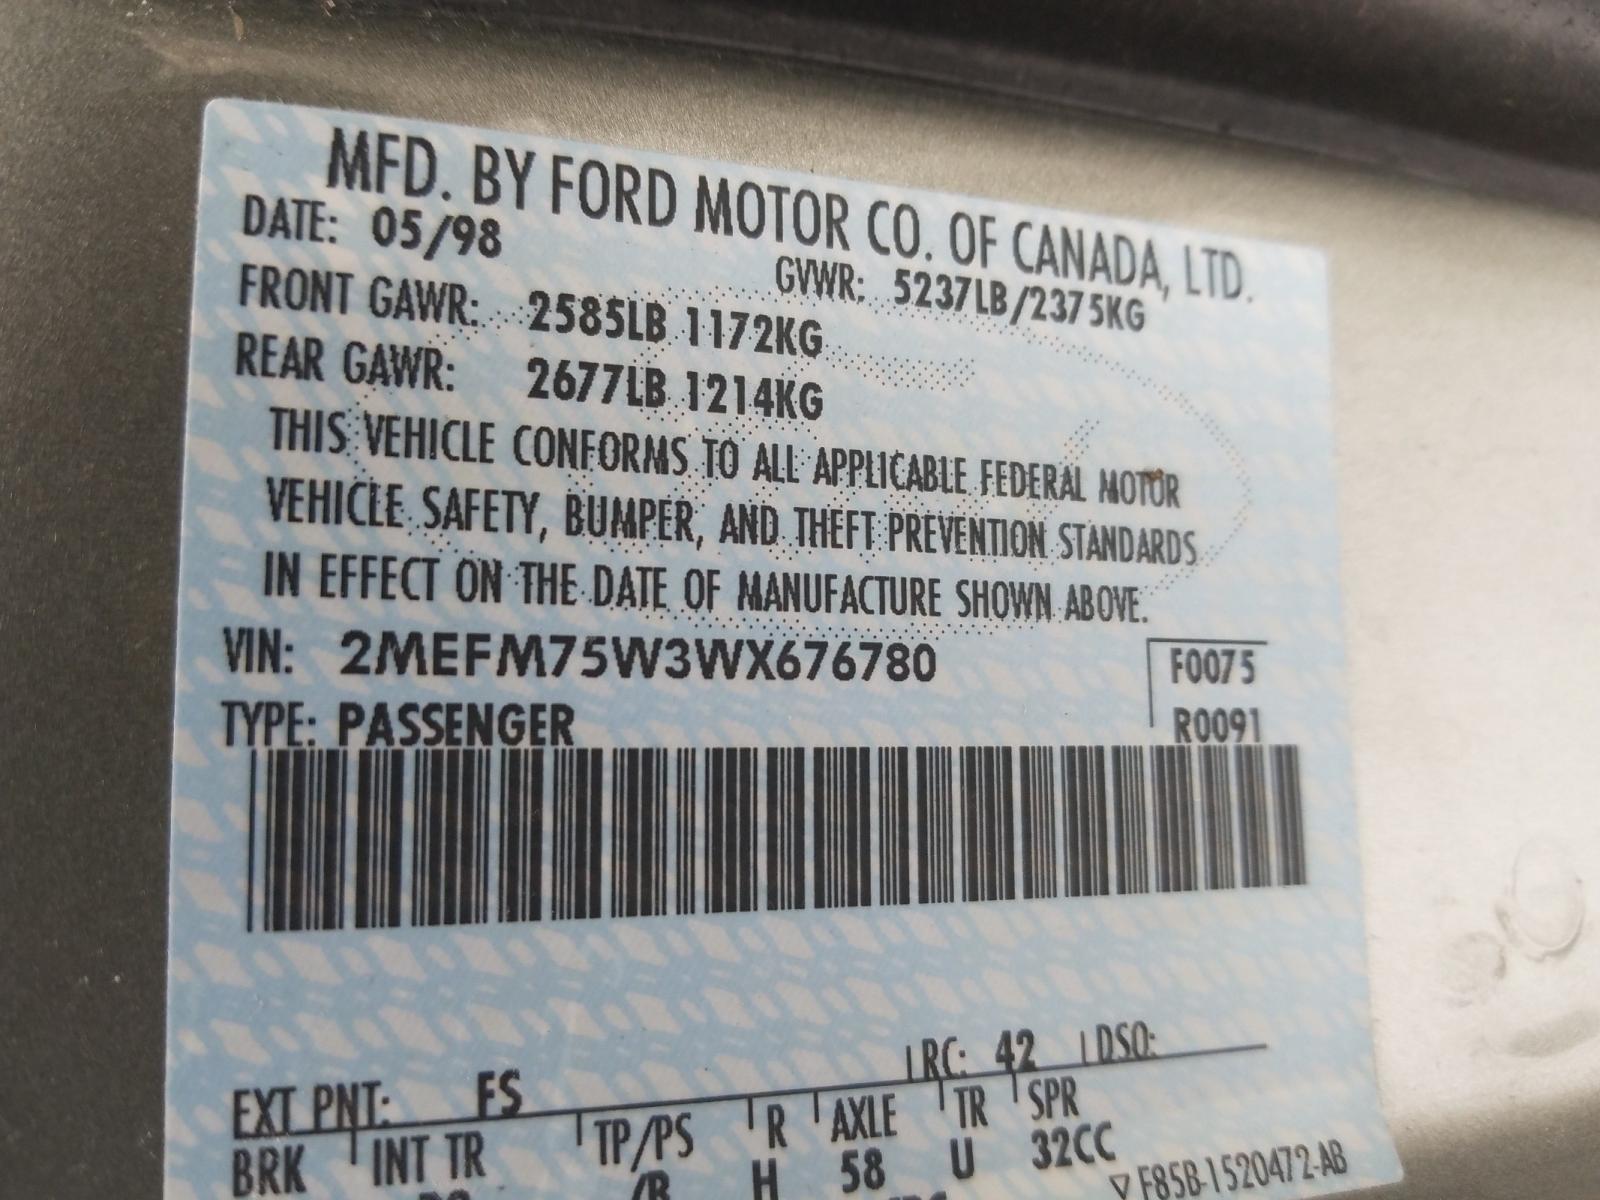 MFD. BY FORD MOTOR CO. OF CANADA, LTD.
DATE: 05/98
GVWR: 5237LB/2375KG
FRONT GAWR: 2585LB 1172KG
REAR GAWR: 2677LB 1214KG
THIS VEHICLE CONFORMS TO ALL APPLICABLE FEDERAL MOTOR
VEHICLE SAFETY, BUMPER, AND THEFT PREVENTION STANDARDS
IN EFFECT ON THE DATE OF MANUFACTURE SHOWN ABOVE.
VIN: 2MEFM75W3WX676780
F0075
TYPE: PASSENGER
R0091
EXT PNT: FS RC: 42 DSO:
BRK INT TR TP/PS R AXLE TR SPR
H 58 U 32CC
F85B-1520472-AB